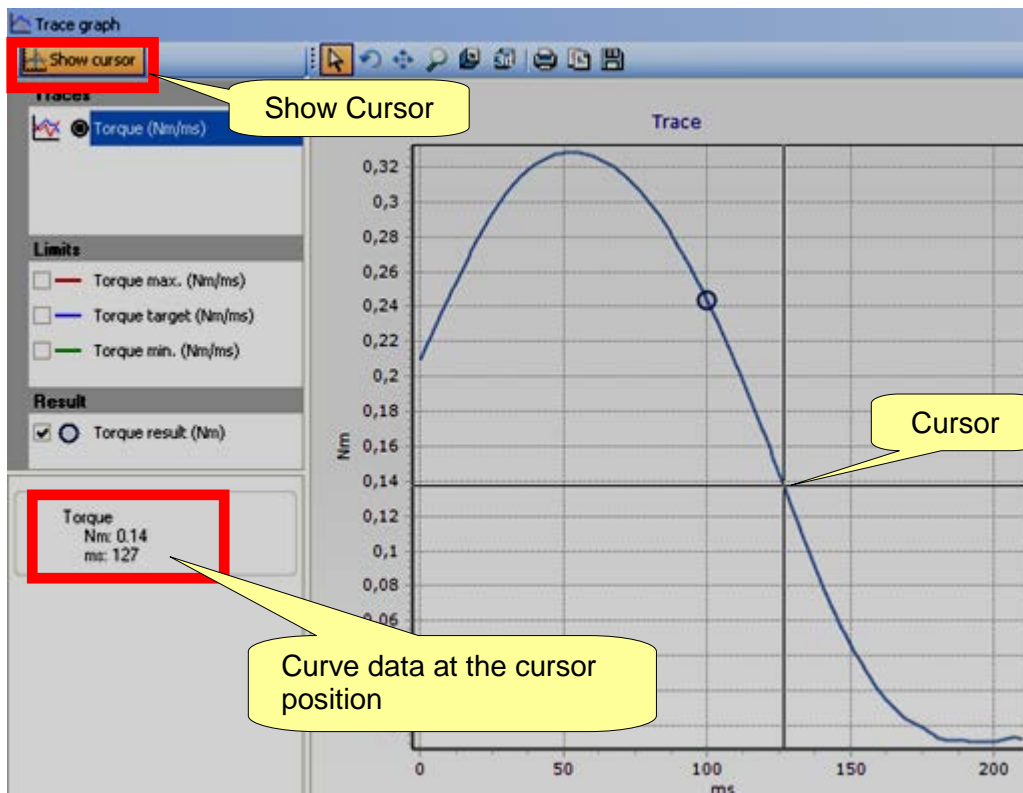 Trace graph
Show cursor
Show Cursor
Traces
Torque (Nm/ms)
Limits
Torque max. (Nm/ms)
Torque target (Nm/ms)
Torque min. (Nm/ms)
Result
Torque result (Nm)
Torque
Nm: 0.14
ms: 127
Curve data at the cursor
position
Trace
0,32
0,3
0,28
0,26
0,24
0,22
0,2
0,18
0,16
0,14
0,12
0,1
0,08
0,06
Nm
Cursor
0
50
100
150
200
ms